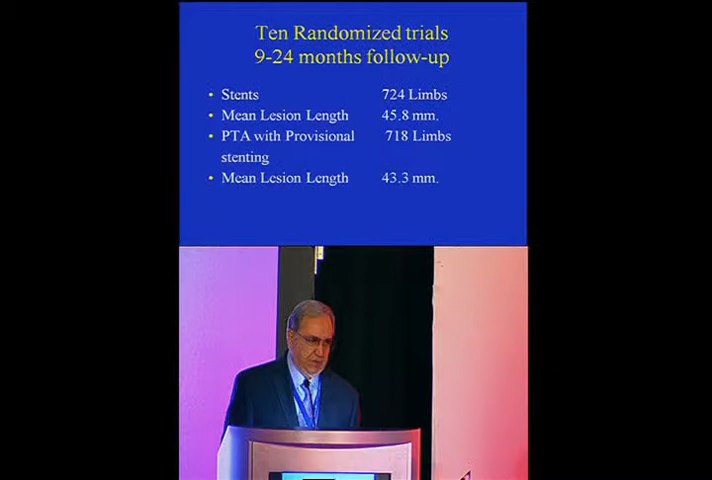 Ten Randomized trials
9-24 months follow-up
• Stents 724 Limbs
• Mean Lesion Length 45.8 mm.
• PTA with Provisional 718 Limbs
stenting
• Mean Lesion Length 43.3 mm.